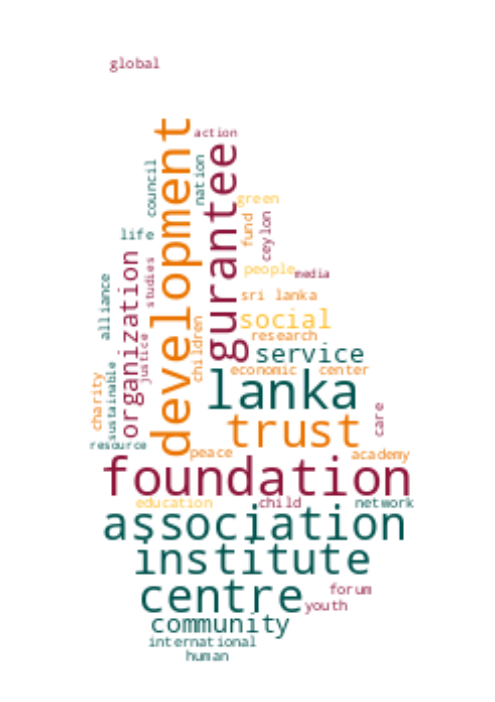 global
development
action
gurantee
council
nation
green
life
fund
ceylon
studies
people
media
organization
alliance
sri lanka
social
children
justice
research
service
economic
center
sustainable
charity
lanka
trust
care
resource
peace
academy
foundation
education
child
network
association
institute
centre
forum
youth
community
international
human